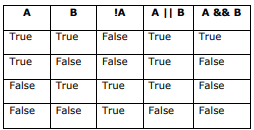 A B !A A || B A && B
True True False True True
True False False True False
False True True True False
False False True False False